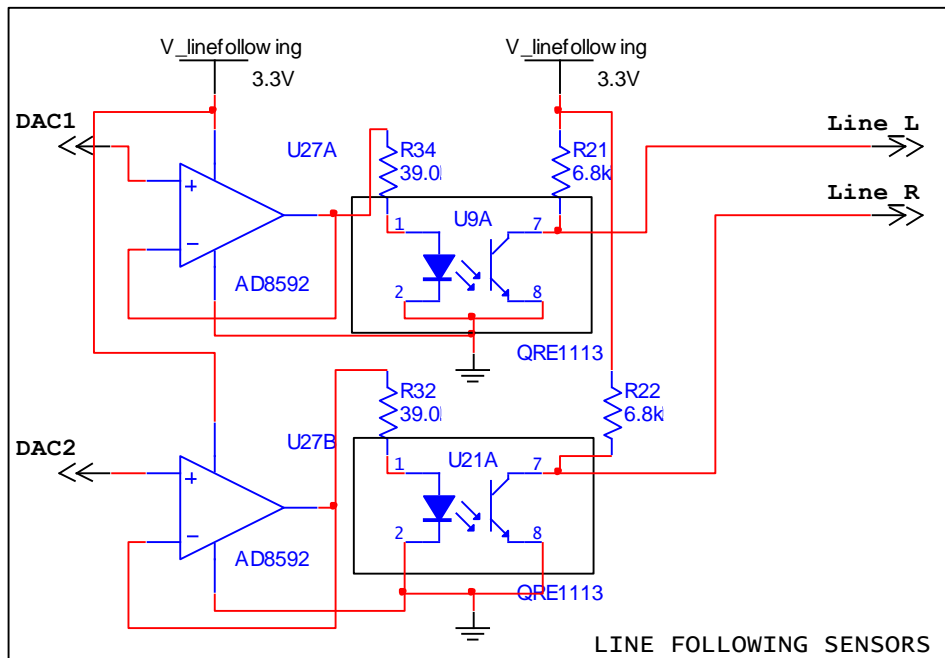 V_linefollowing
3.3V
V_linefollowing
3.3V
DAC1
U27A
R34
39.0
R21
6.8k
Line_L
Line_R
+
−
U9A
1
7
2
8
AD8592
QRE1113
R32
39.0
R22
6.8k
DAC2
U27B
+
−
U21A
1
7
2
8
AD8592
QRE1113
LINE FOLLOWING SENSORS